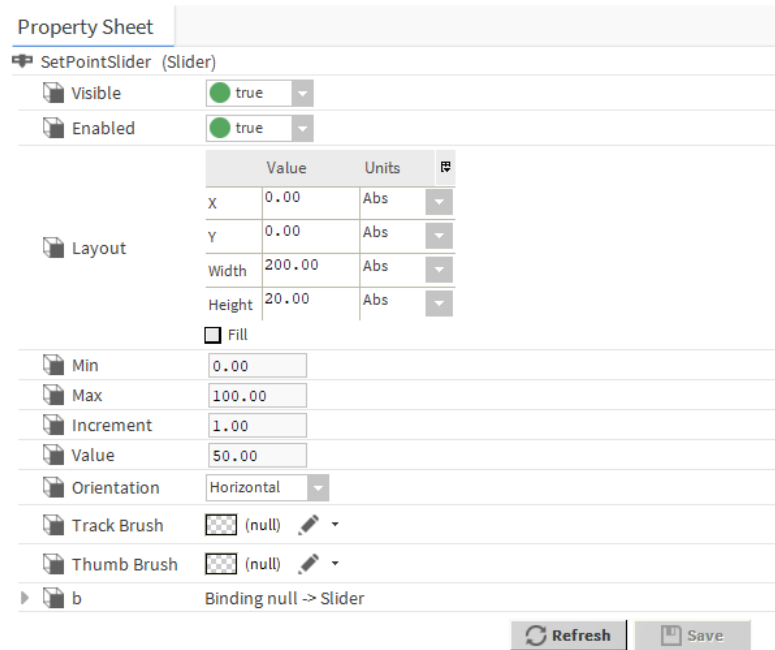 Property Sheet
SetPointSlider (Slider)
Visible true
Enabled true
Value Units
X 0.00 Abs
Y 0.00 Abs
Layout
Width 200.00 Abs
Height 20.00 Abs
Fill
Min 0.00
Max 100.00
Increment 1.00
Value 50.00
Orientation Horizontal
Track Brush (null)
Thumb Brush (null)
b Binding null -> Slider
Refresh Save